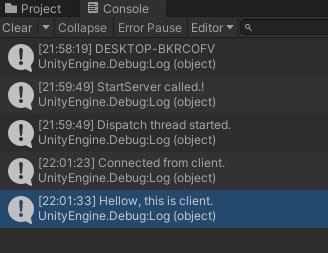 Project
Console
Clear
Collapse
Error Pause
Editor
[21:58:19] DESKTOP-BKRCOFV
UnityEngine.Debug:Log (object)
[21:59:49] StartServer called.!
UnityEngine.Debug:Log (object)
[21:59:49] Dispatch thread started.
UnityEngine.Debug:Log (object)
[22:01:23] Connected from client.
UnityEngine.Debug:Log (object)
[22:01:33] Hellow, this is client.
UnityEngine.Debug:Log (object)